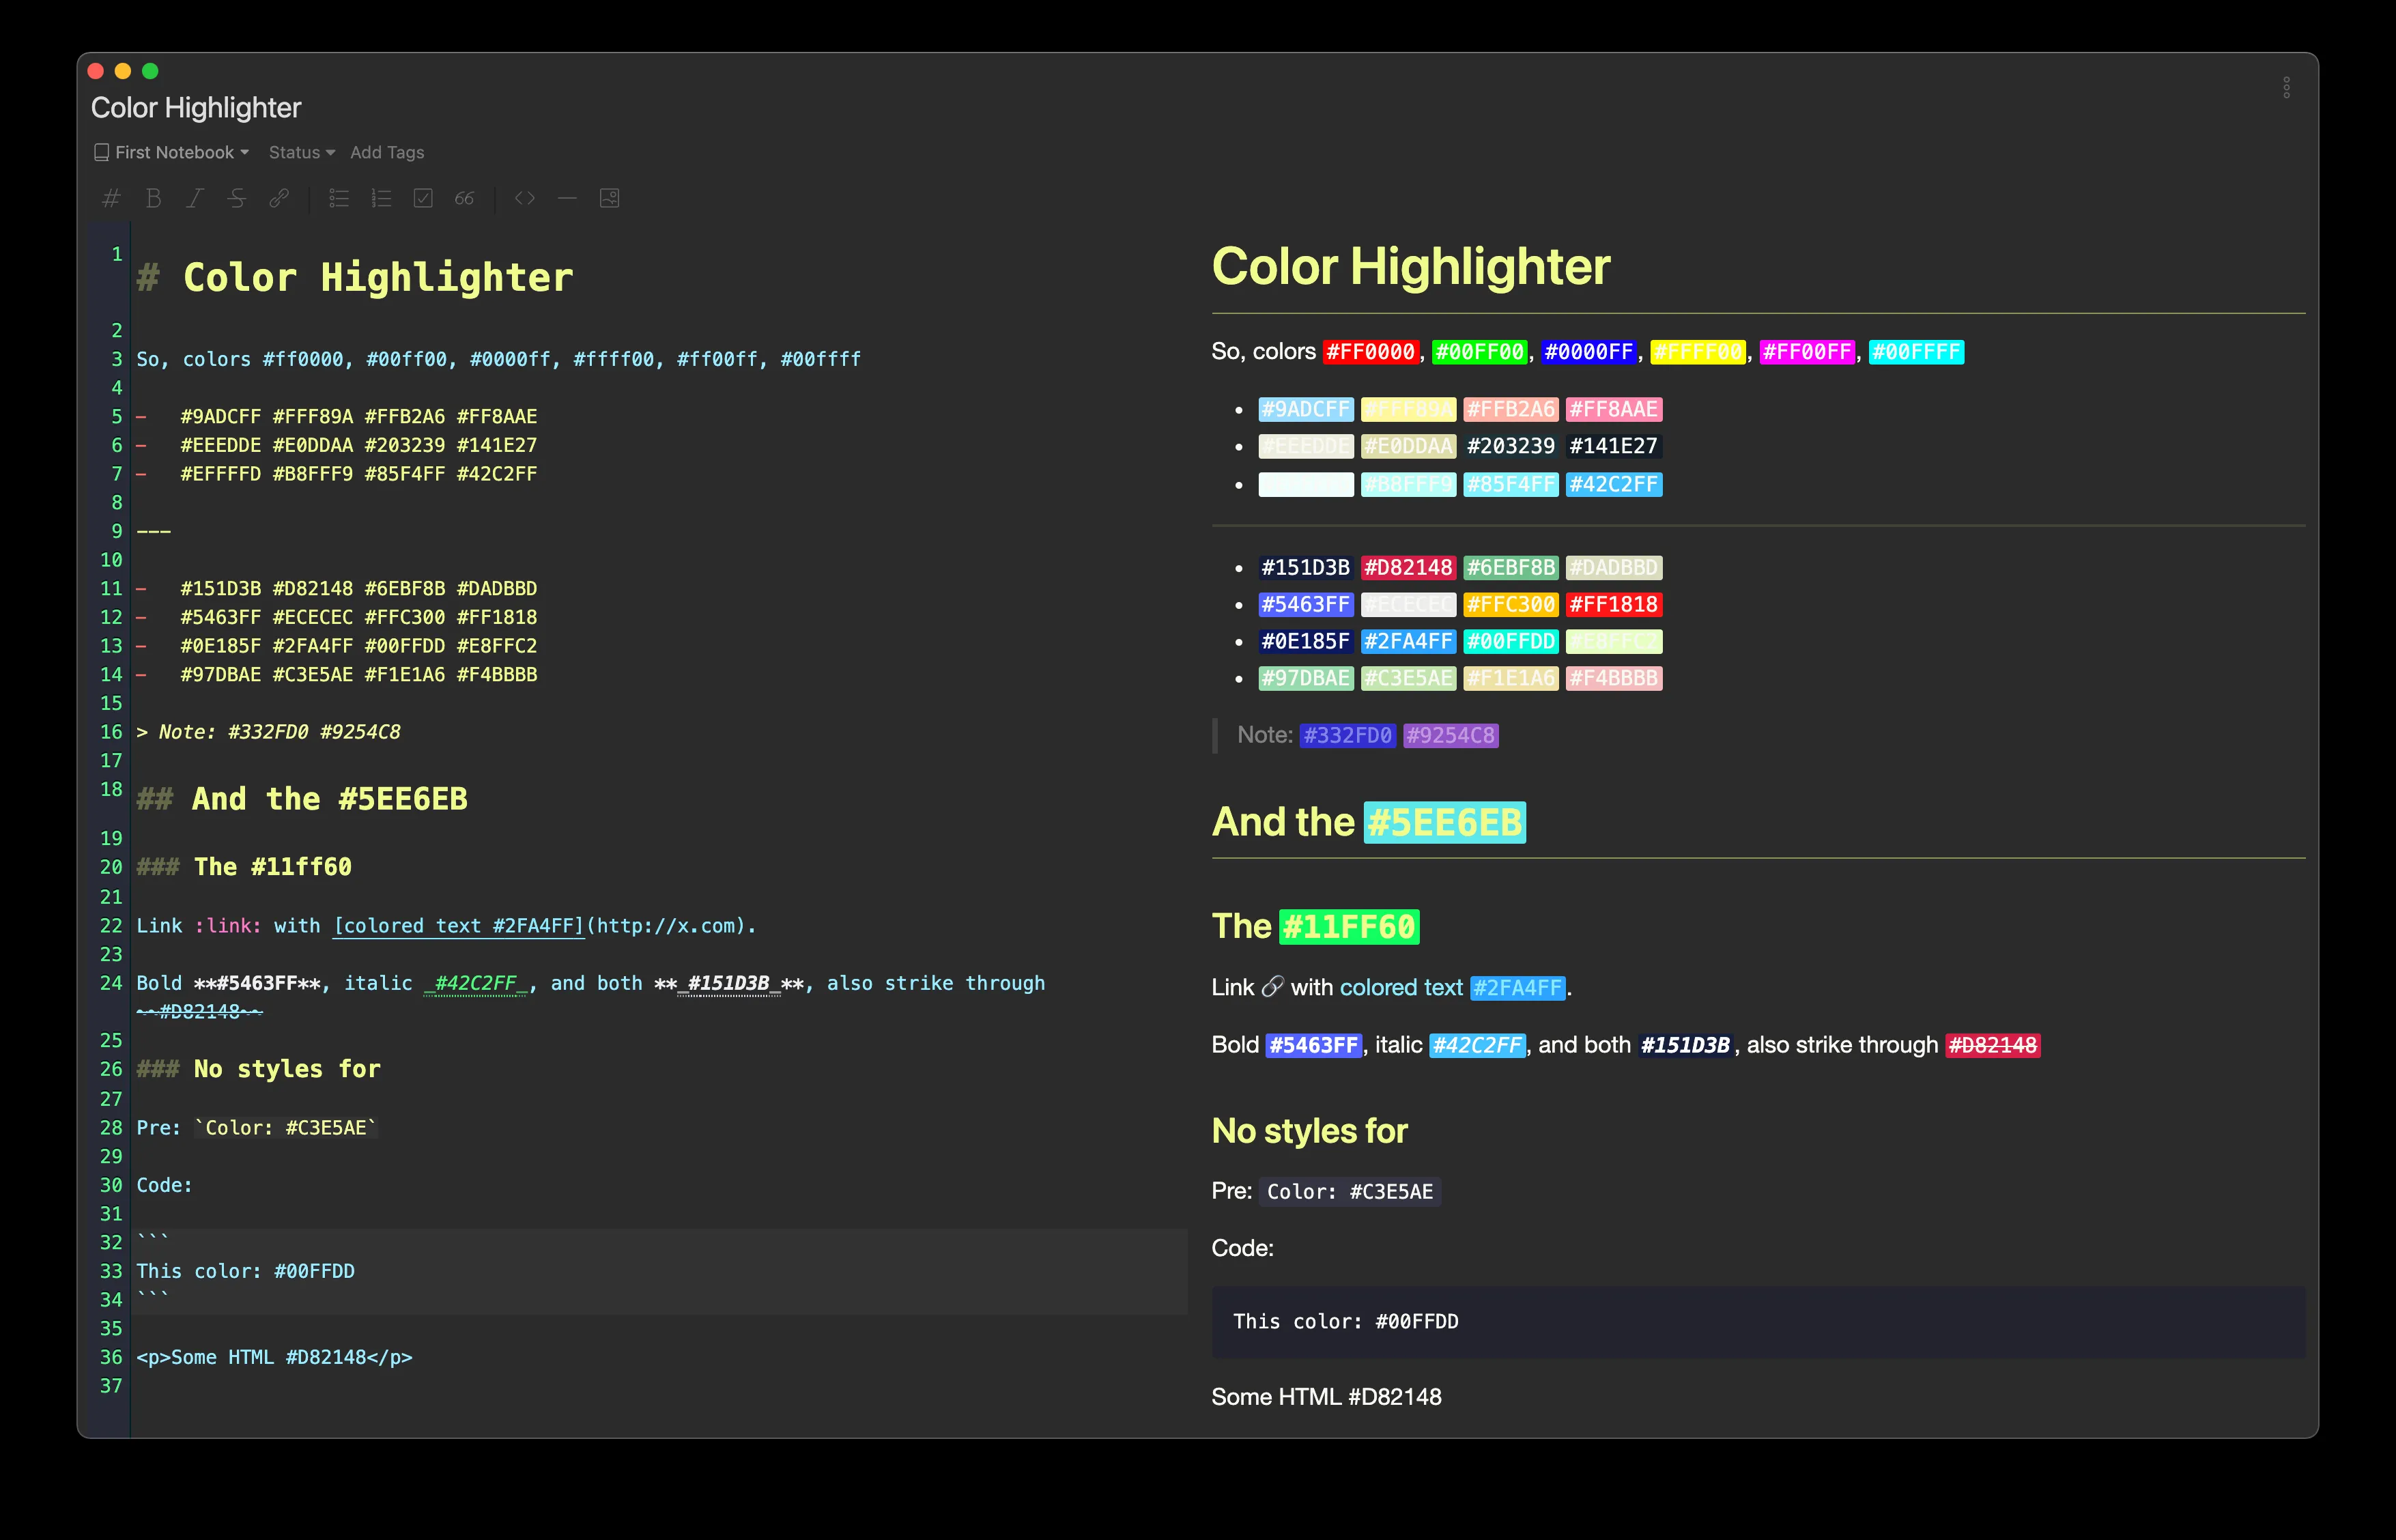 Color Highlighter
First Notebook Status Add Tags
1 # Color Highlighter
2
3 So, colors #ff0000, #00ff00, #0000ff, #ffff00, #ff00ff, #00ffff
4
5 - #9ADCFF #FFF89A #FFB2A6 #FF8AAE
6 - #EEEDDE #E0DDAA #203239 #141E27
7 - #EFFFFD #B8FFF9 #85F4FF #42C2FF
8
9 ---
10
11 - #151D3B #D82148 #6EBF8B #DADBBD
12 - #5463FF #ECECEC #FFC300 #FF1818
13 - #0E185F #2FA4FF #00FFDD #E8FFC2
14 - #97DBAE #C3E5AE #F1E1A6 #F4BBBB
15
16 > Note: #332FD0 #9254C8
17
18 ## And the #5EE6EB
19
20 ### The #11ff60
21
22 Link :link: with [colored text #2FA4FF](http://x.com).
23
24 Bold **#5463FF**, italic _#42C2FF_, and both **_#151D3B_**, also strike through
~~#D82148~~
25
26 ### No styles for
27
28 Pre: `Color: #C3E5AE`
29
30 Code:
31
32 ```
33 This color: #00FFDD
34 ```
35
36 <p>Some HTML #D82148</p>
37
Color Highlighter
So, colors #FF0000, #00FF00, #0000FF, #FFFF00, #FF00FF, #00FFFF
• #9ADCFF #FFF89A #FFB2A6 #FF8AAE
• #EEEDDE #E0DDAA #203239 #141E27
• #B8FFF9 #85F4FF #42C2FF
• #151D3B #D82148 #6EBF8B #DADBBD
• #5463FF #ECECEC #FFC300 #FF1818
• #0E185F #2FA4FF #00FFDD #E8FFC2
• #97DBAE #C3E5AE #F1E1A6 #F4BBBB
Note: #332FD0 #9254C8
And the #5EE6EB
The #11FF60
Link 🔗 with colored text #2FA4FF.
Bold #5463FF, italic #42C2FF, and both #151D3B, also strike through #D82148
No styles for
Pre: Color: #C3E5AE
Code:
This color: #00FFDD
Some HTML #D82148